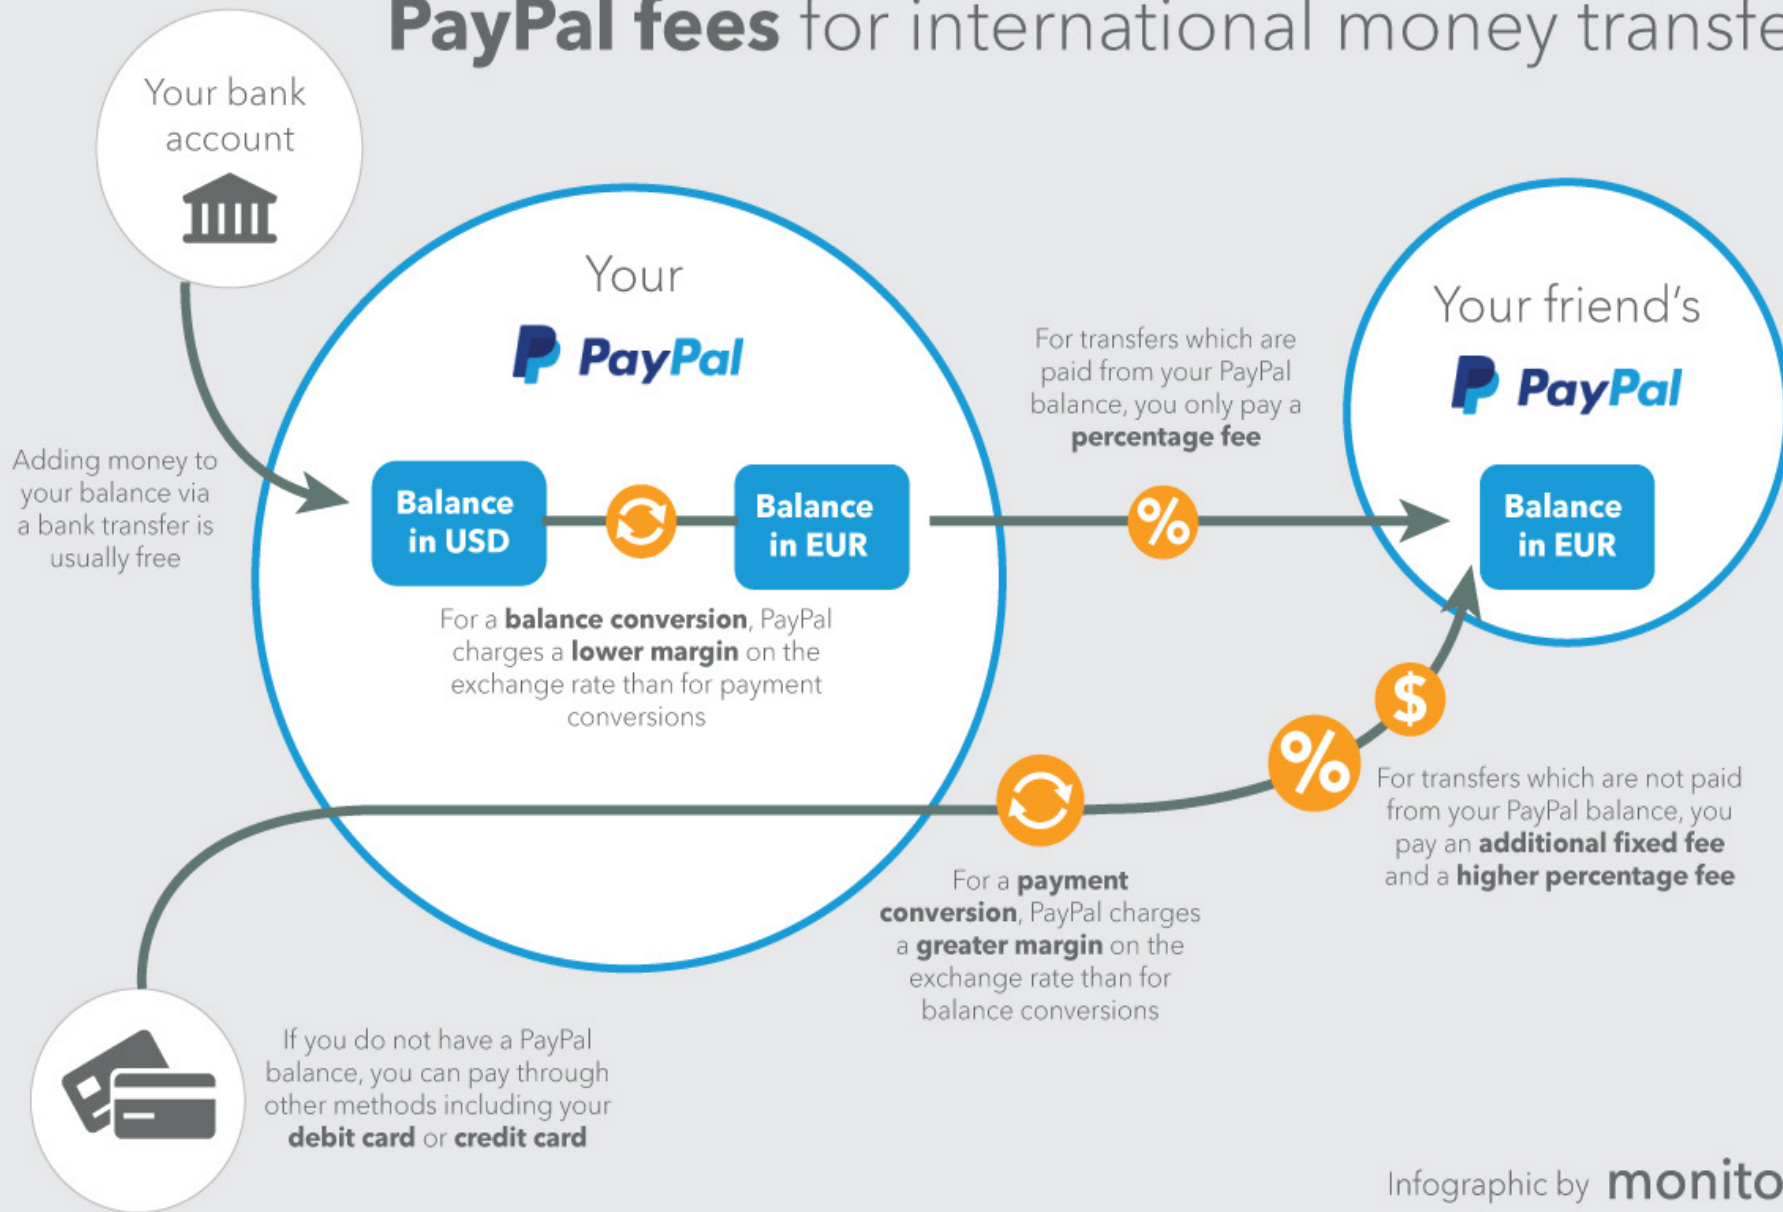 PayPal fees for international money transfe
Your bank
account
Your
PayPal
Your friend's
PayPal
For transfers which are
paid from your PayPal
balance, you only pay a
percentage fee
Adding money to
your balance via
a bank transfer is
usually free
Balance
in USD
Balance
in EUR
%
Balance
in EUR
For a balance conversion, PayPal
charges a lower margin on the
exchange rate than for payment
conversions
$
%
For transfers which are not paid
from your PayPal balance, you
pay an additional fixed fee
and a higher percentage fee
For a payment
conversion, PayPal charges
a greater margin on the
exchange rate than for
balance conversions
If you do not have a PayPal
balance, you can pay through
other methods including your
debit card or credit card
Infographic by monito